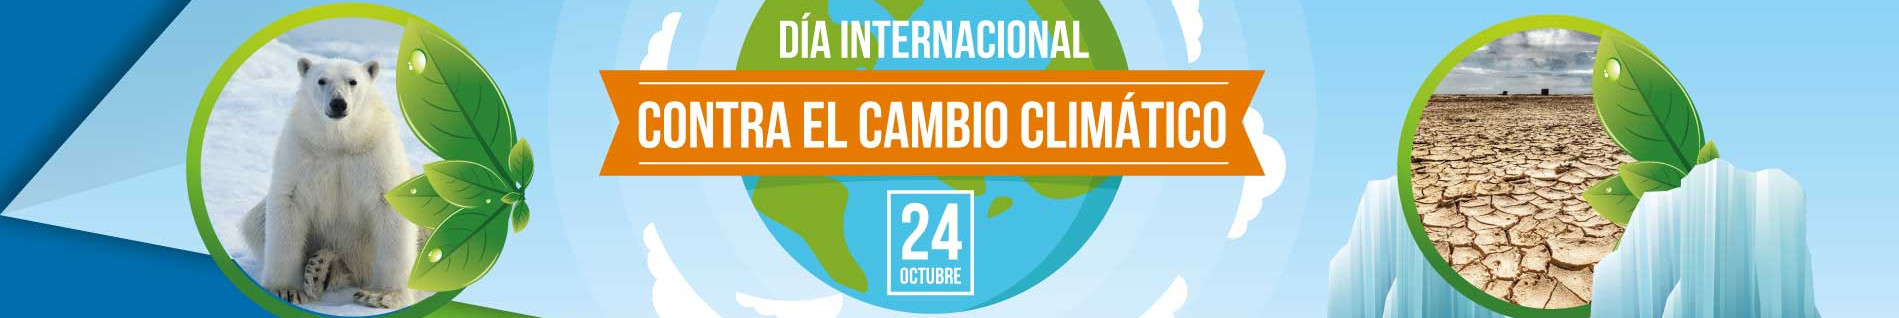 DÍA INTERNACIONAL
CONTRA EL CAMBIO CLIMÁTICO
24
OCTUBRE